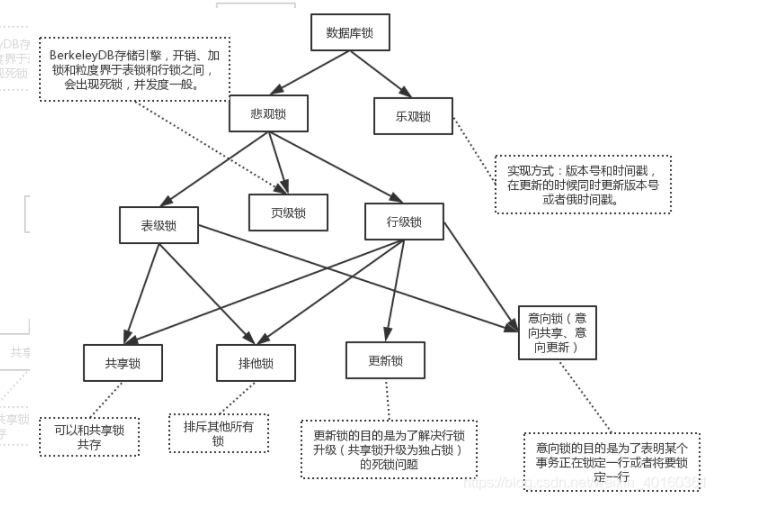 数据库锁
BerkeleyDB存储引擎，开销、加
锁和粒度界于表锁和行锁之间，
会出现死锁，并发度一般。
悲观锁
乐观锁
实现方式：版本号和时间戳，
在更新的时候同时更新版本号
或者俄时间戳。
表级锁
页级锁
行级锁
意向锁（意
向共享、意
向更新）
共享锁
排他锁
更新锁
可以和共享锁
共存
排斥其他所有
锁
更新锁的目的是为了解决行锁
升级（共享锁升级为独占锁）
的死锁问题
意向锁的目的是为了表明某个
事务正在锁定一行或者将要锁
定一行